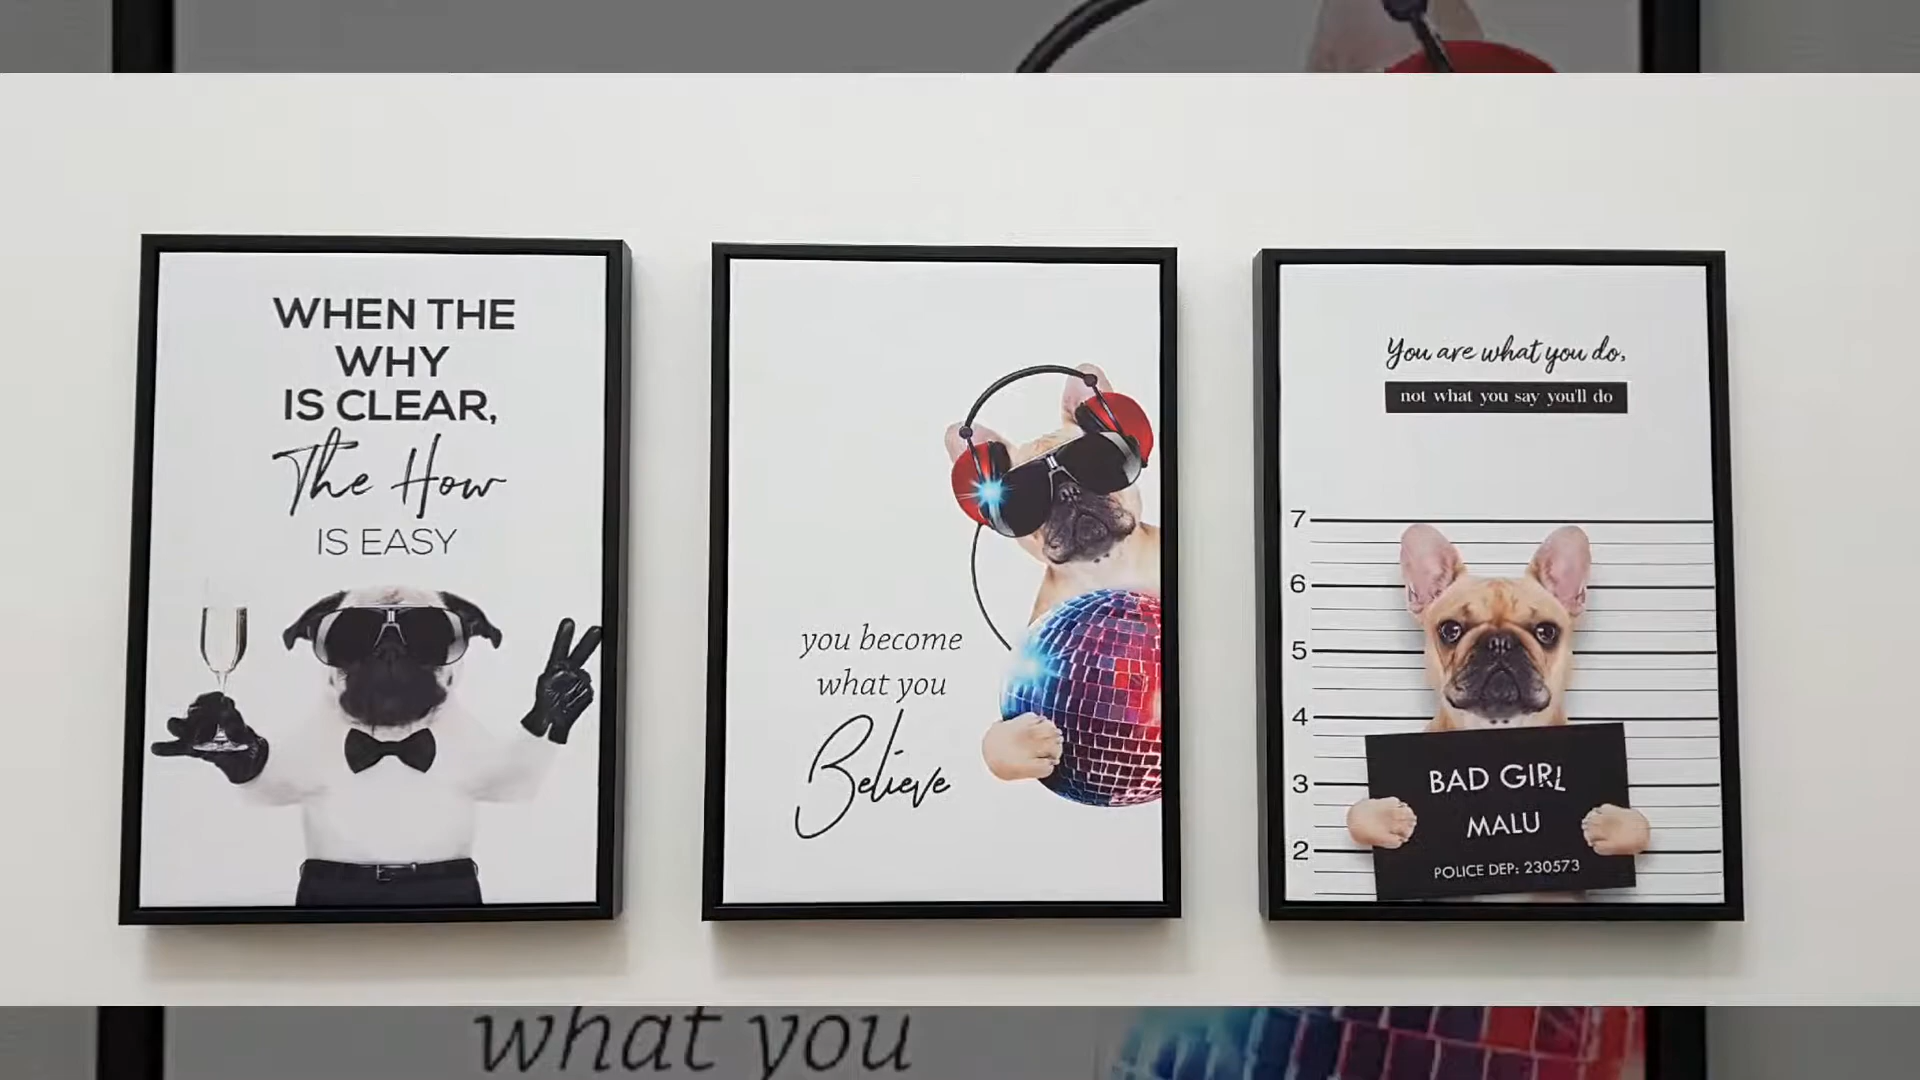 WHEN THE
WHY
IS CLEAR,
The How
IS EASY
you become
what you
Believe
You are what you do,
not what you say you'll do
7
6
5
4
3
2
BAD GIRL
MALU
POLICE DEP: 230573
what you